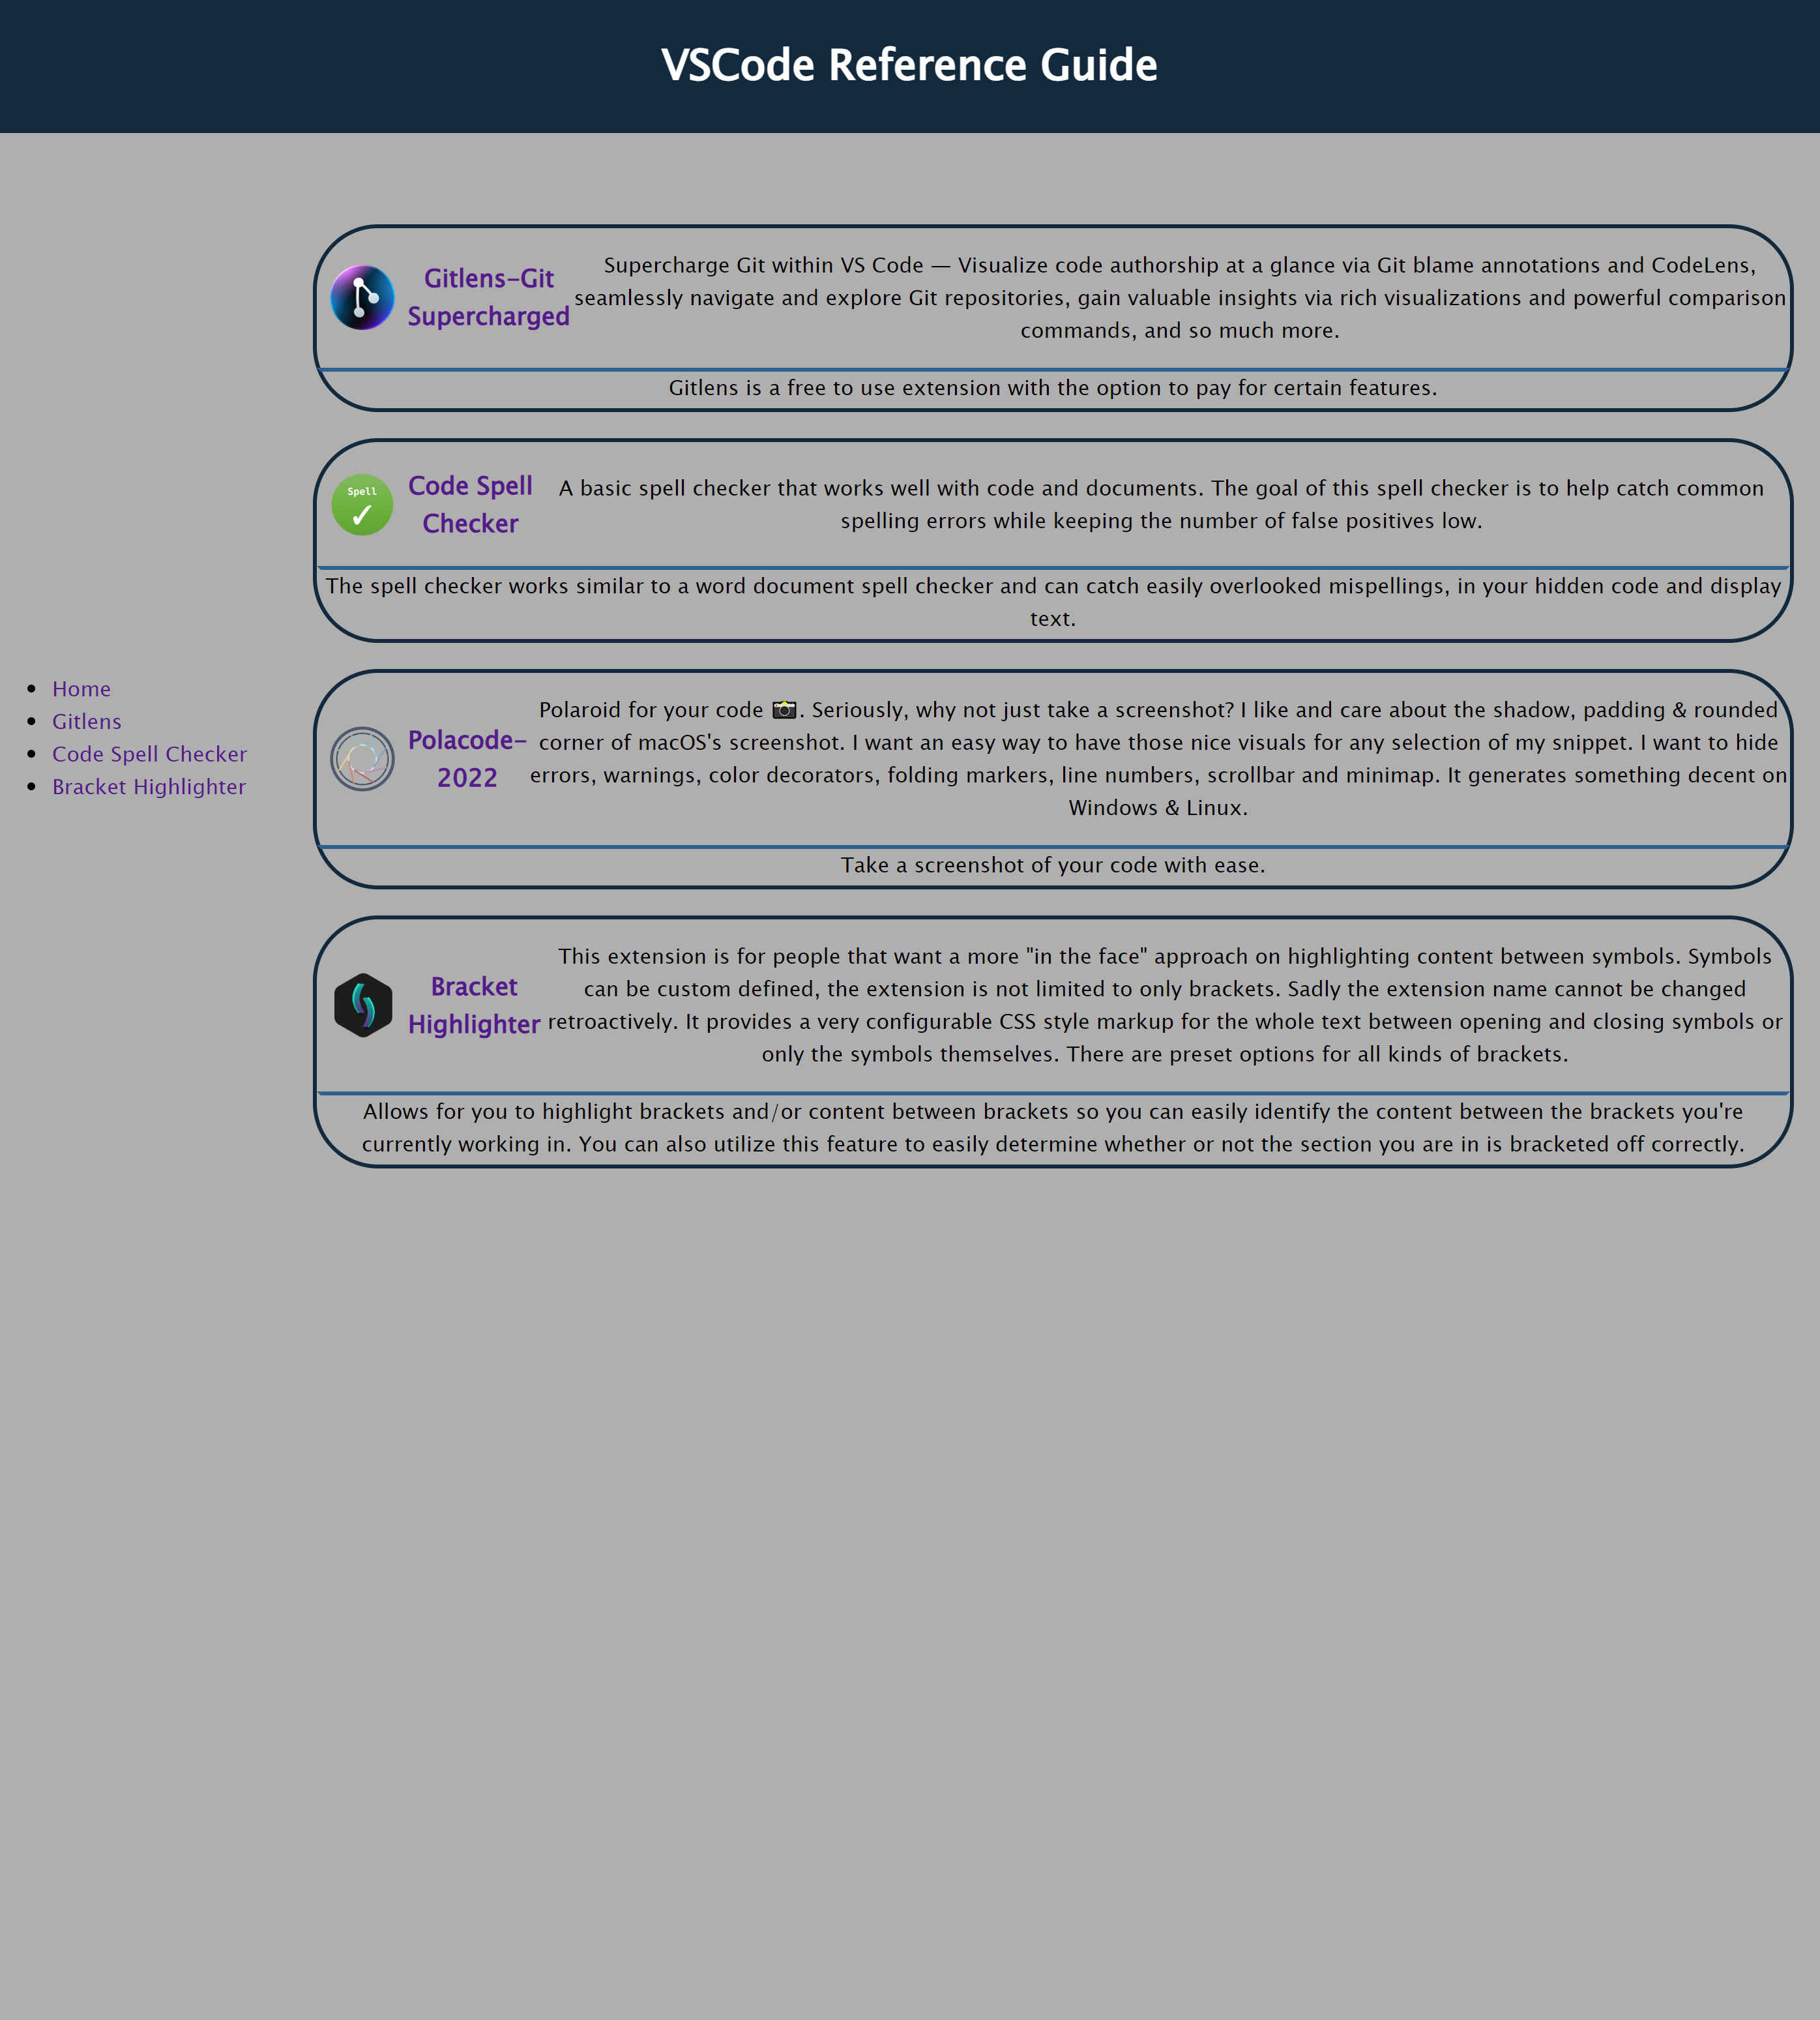 VSCode Reference Guide
Home
Gitlens
Code Spell Checker
Bracket Highlighter
Gitlens-Git
Supercharged
Supercharge Git within VS Code — Visualize code authorship at a glance via Git blame annotations and CodeLens,
seamlessly navigate and explore Git repositories, gain valuable insights via rich visualizations and powerful comparison
commands, and so much more.
Gitlens is a free to use extension with the option to pay for certain features.
Spell
Code Spell
Checker
A basic spell checker that works well with code and documents. The goal of this spell checker is to help catch common
spelling errors while keeping the number of false positives low.
The spell checker works similar to a word document spell checker and can catch easily overlooked mispellings, in your hidden code and display
text.
Polacode-
2022
Polaroid for your code 📸. Seriously, why not just take a screenshot? I like and care about the shadow, padding & rounded
corner of macOS's screenshot. I want an easy way to have those nice visuals for any selection of my snippet. I want to hide
errors, warnings, color decorators, folding markers, line numbers, scrollbar and minimap. It generates something decent on
Windows & Linux.
Take a screenshot of your code with ease.
Bracket
Highlighter
This extension is for people that want a more "in the face" approach on highlighting content between symbols. Symbols
can be custom defined, the extension is not limited to only brackets. Sadly the extension name cannot be changed
retroactively. It provides a very configurable CSS style markup for the whole text between opening and closing symbols or
only the symbols themselves. There are preset options for all kinds of brackets.
Allows for you to highlight brackets and/or content between brackets so you can easily identify the content between the brackets you're
currently working in. You can also utilize this feature to easily determine whether or not the section you are in is bracketed off correctly.